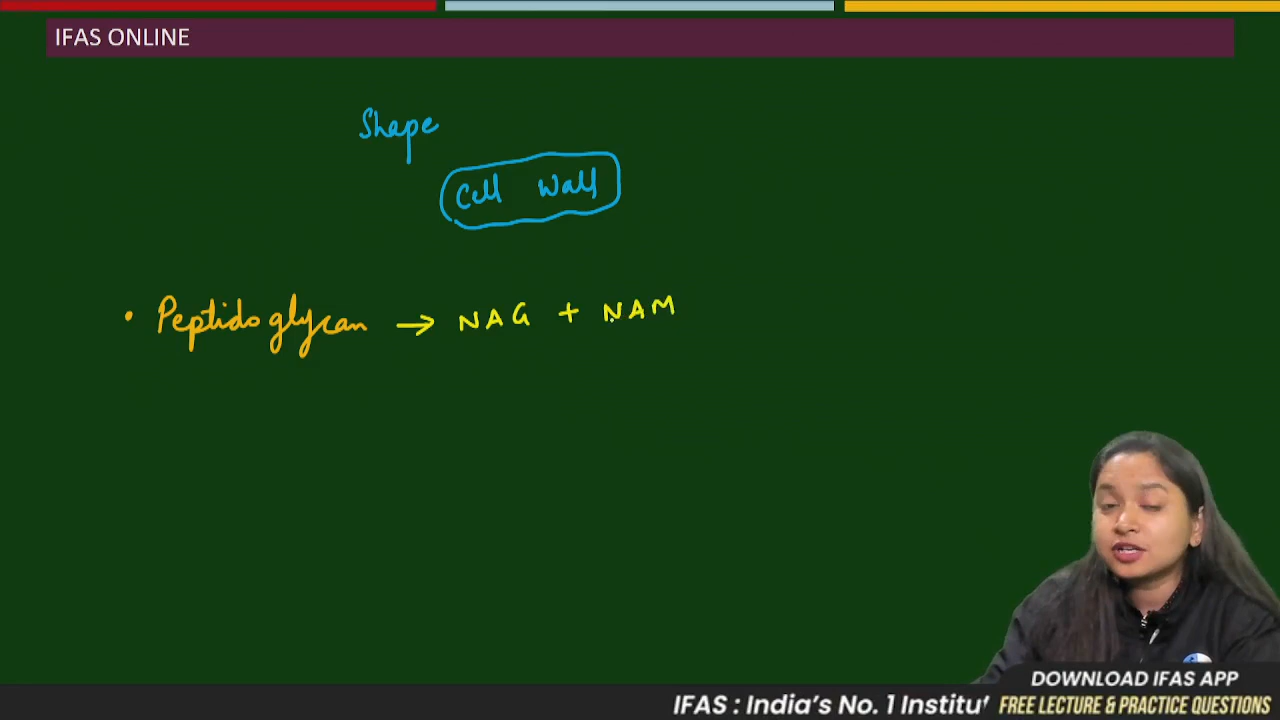 IFAS ONLINE
Shape
Cell Wall
• Peptidoglycan → NAG + NAM
DOWNLOAD IFAS APP
IFAS : India's No. 1 Institu'
FREE LECTURE & PRACTICE QUESTIONS